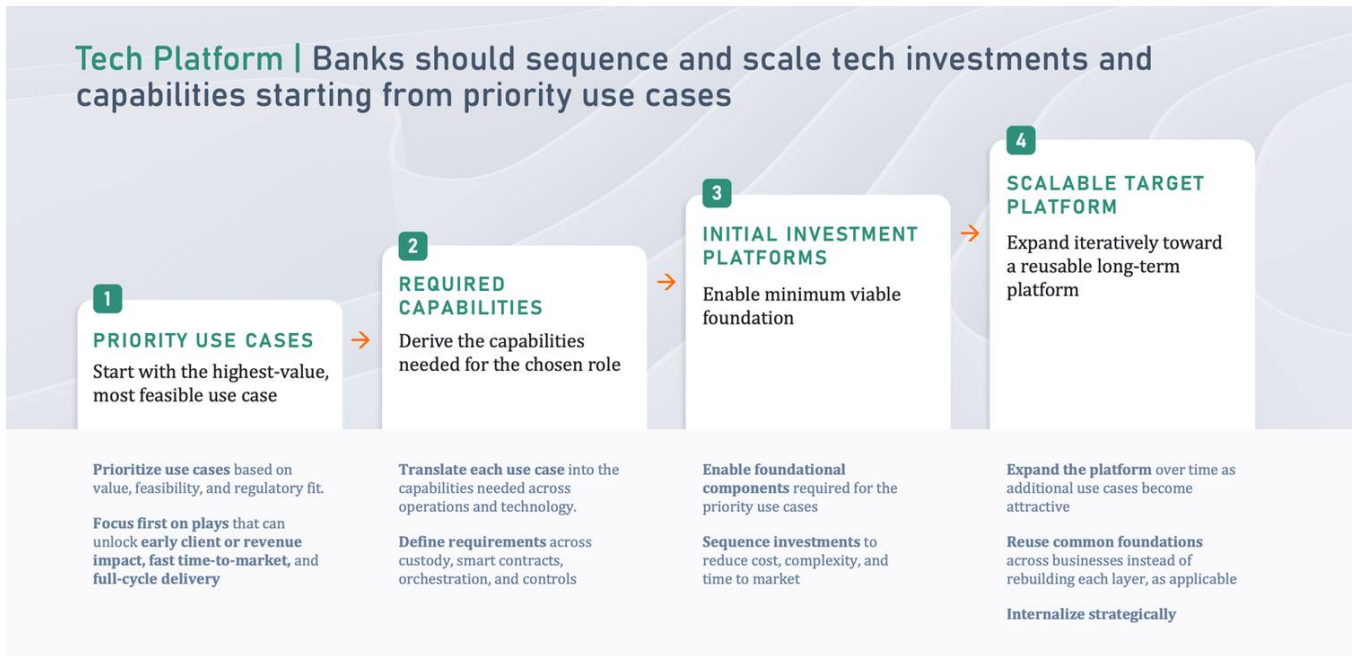 Tech Platform | Banks should sequence and scale tech investments and
capabilities starting from priority use cases
1
PRIORITY USE CASES
Start with the highest-value,
most feasible use case
Prioritize use cases based on
value, feasibility, and regulatory fit.
Focus first on plays that can
unlock early client or revenue
impact, fast time-to-market, and
full-cycle delivery
2
REQUIRED
CAPABILITIES
Derive the capabilities
needed for the chosen role
Translate each use case into the
capabilities needed across
operations and technology.
Define requirements across
custody, smart contracts,
orchestration, and controls
3
INITIAL INVESTMENT
PLATFORMS
Enable minimum viable
foundation
Enable foundational
components required for the
priority use cases
Sequence investments to
reduce cost, complexity, and
time to market
4
SCALABLE TARGET
PLATFORM
Expand iteratively toward
a reusable long-term
platform
Expand the platform over time as
additional use cases become
attractive
Reuse common foundations
across businesses instead of
rebuilding each layer, as applicable
Internalize strategically